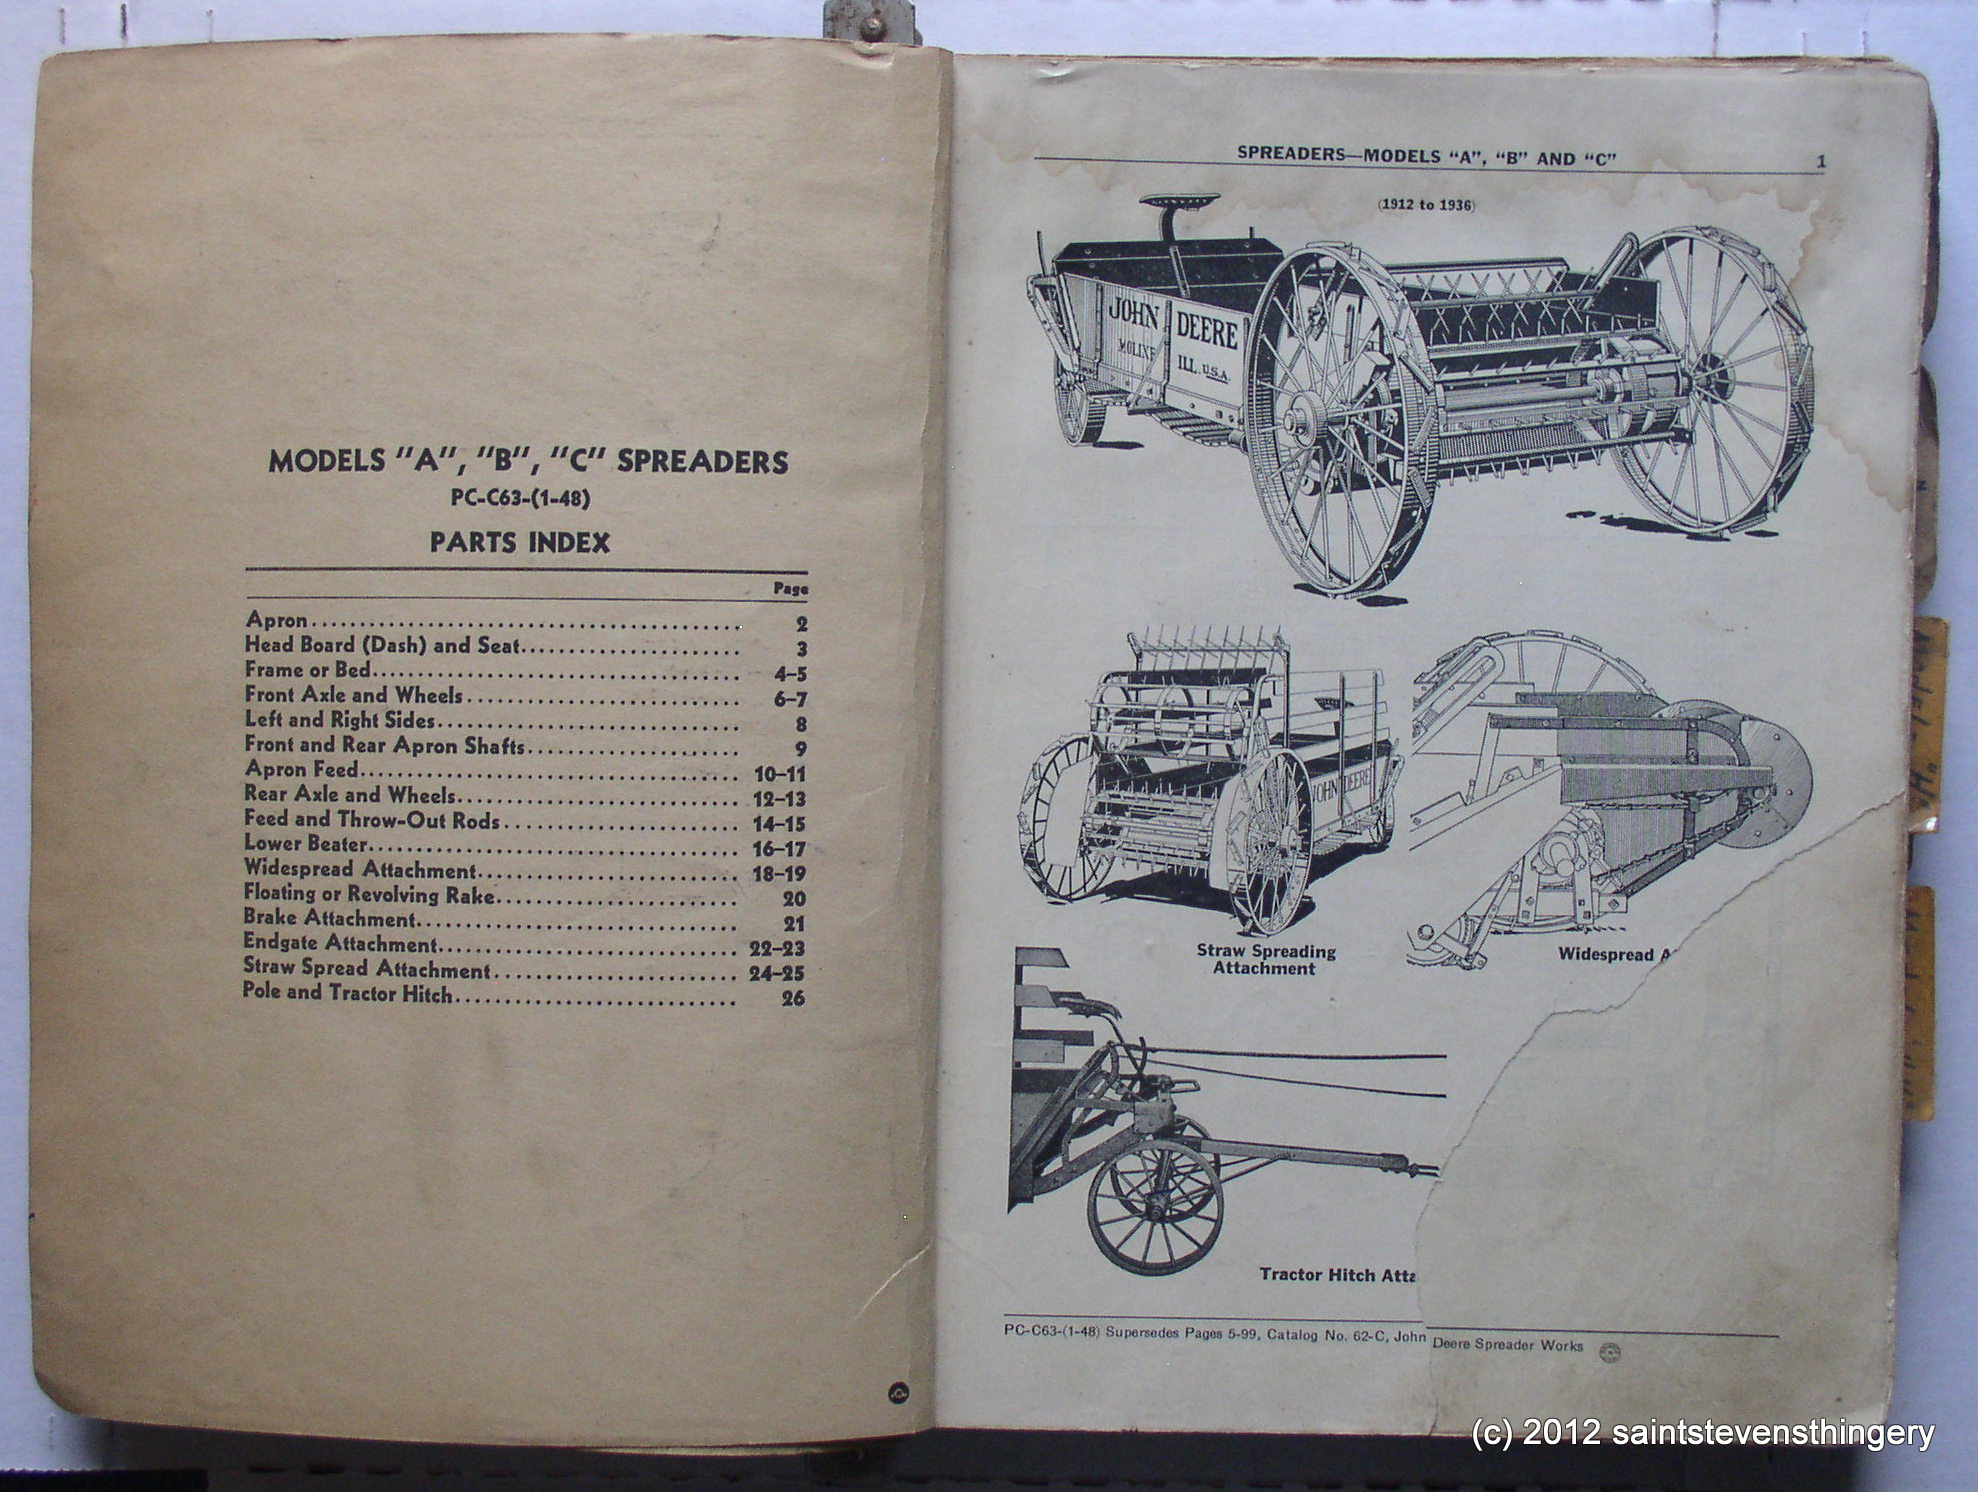 MODELS "A", "B", "C" SPREADERS
PC-C63-(1-48)
PARTS INDEX
Page
Apron 2
Head Board (Dash) and Seat 3
Frame or Bed 4-5
Front Axle and Wheels 6-7
Left and Right Sides 8
Front and Rear Apron Shafts 9
Apron Feed 10-11
Rear Axle and Wheels 12-13
Feed and Throw-Out Rods 14-15
Lower Beater 16-17
Widespread Attachment 18-19
Floating or Revolving Rake 20
Brake Attachment 21
Endgate Attachment 22-23
Straw Spread Attachment 24-25
Pole and Tractor Hitch 26
SPREADERS—MODELS "A", "B" AND "C" 1
(1912 to 1936)
JOHN DEERE
MOLINE ILL. U.S.A.
JOHN DEERE
Straw Spreading
Attachment
Widespread A
Tractor Hitch Atta
PC-C63-(1-48) Supersedes Pages 5-99, Catalog No. 62-C, John Deere Spreader Works
(c) 2012 saintstevensthingery